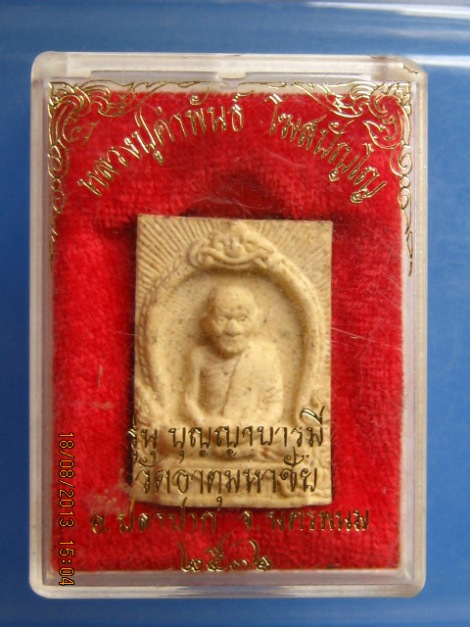 หลวงปู่คำพันธ์ โฆสปัญโญ
รุ่น บุญญาบารมี
วัดธาตุมหาชัย
อ.ปลาปาก จ.นครพนม
๒๕๓๖
18/08/2013 15:04